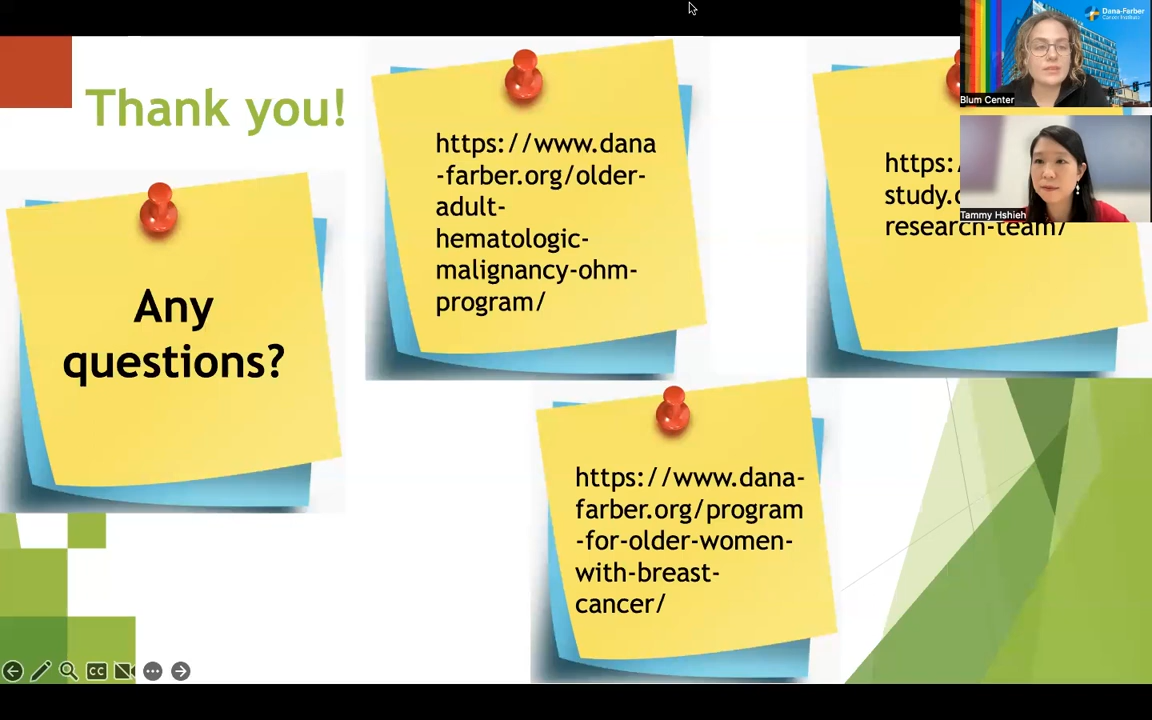 Thank you!
Any
questions?
https://www.dana
-farber.org/older-
adult-
hematologic-
malignancy-ohm-
program/
https:/
study.
research-team/
https://www.dana-
farber.org/program
-for-older-women-
with-breast-
cancer/
Dana-Farber
Cancer Institute
Blum Center
Tammy Hshieh
CC